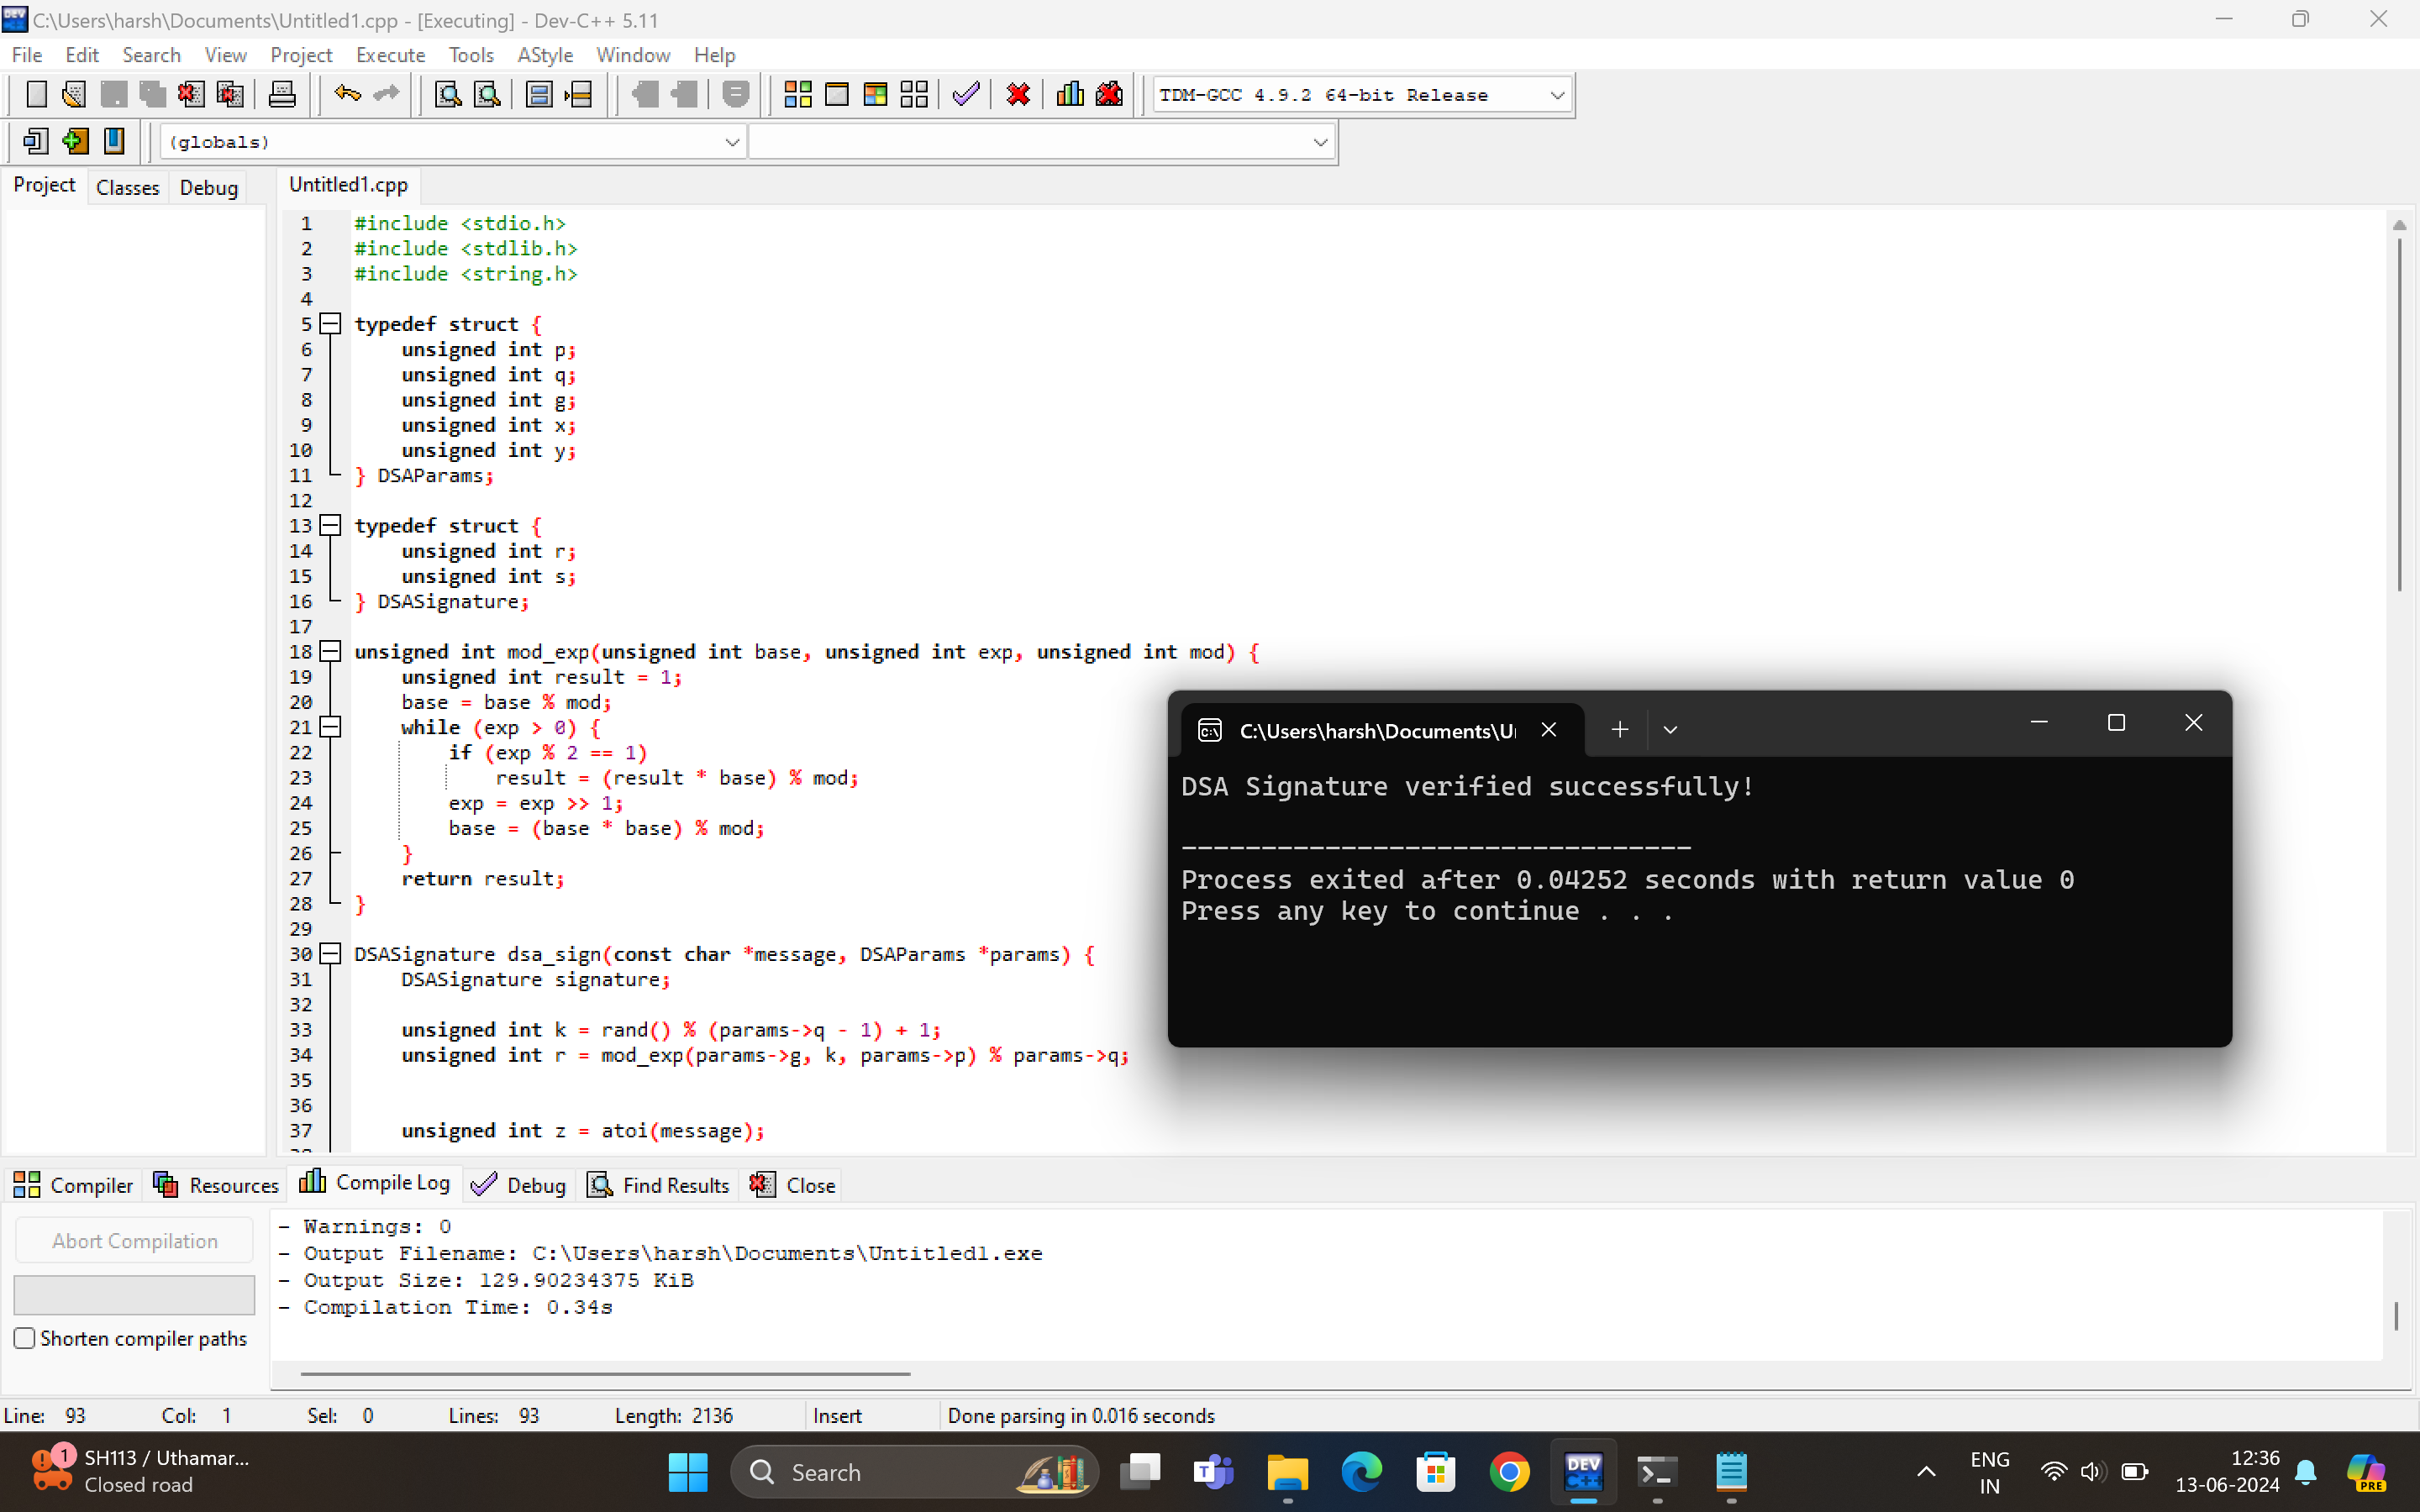 C:\Users\harsh\Documents\Untitled1.cpp - [Executing] - Dev-C++ 5.11
File Edit Search View Project Execute Tools AStyle Window Help
TDM-GCC 4.9.2 64-bit Release
(globals)
Project Classes Debug
Untitled1.cpp
1 #include <stdio.h>
2 #include <stdlib.h>
3 #include <string.h>
4
5 typedef struct {
6 unsigned int p;
7 unsigned int q;
8 unsigned int g;
9 unsigned int x;
10 unsigned int y;
11 } DSAParams;
12
13 typedef struct {
14 unsigned int r;
15 unsigned int s;
16 } DSASignature;
17
18 unsigned int mod_exp(unsigned int base, unsigned int exp, unsigned int mod) {
19 unsigned int result = 1;
20 base = base % mod;
21 while (exp > 0) {
22 if (exp % 2 == 1)
23 result = (result * base) % mod;
24 exp = exp >> 1;
25 base = (base * base) % mod;
26 }
27 return result;
28 }
29
30 DSASignature dsa_sign(const char *message, DSAParams *params) {
31 DSASignature signature;
32
33 unsigned int k = rand() % (params->q - 1) + 1;
34 unsigned int r = mod_exp(params->g, k, params->p) % params->q;
35
36
37 unsigned int z = atoi(message);
C:\Users\harsh\Documents\U
DSA Signature verified successfully!
--------------------------------
Process exited after 0.04252 seconds with return value 0
Press any key to continue . . .
Compiler Resources Compile Log Debug Find Results Close
Abort Compilation
Shorten compiler paths
- Warnings: 0
- Output Filename: C:\Users\harsh\Documents\Untitled1.exe
- Output Size: 129.90234375 KiB
- Compilation Time: 0.34s
Line: 93 Col: 1 Sel: 0 Lines: 93 Length: 2136 Insert Done parsing in 0.016 seconds
1
SH113 / Uthamar...
Closed road
Search
DEV C++
ENG
IN
12:36
13-06-2024
PRE